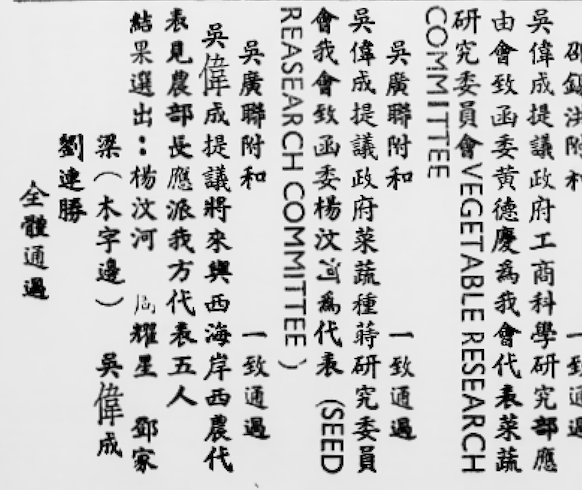 邵錫洪附和 一致通過
吳偉成提議政府工商科學研究部應
由會致函委黃德慶為我會代表菜蔬
研究委員會VEGETABLE RESEARCH
COMMITTEE
吳廣聯附和 一致通過
吳偉成提議政府菜蔬種蒔研究委員
會我會致函委楊汶河為代表 (SEED
REASEARCH COMMITTEE )
吳廣聯附和 一致通過
吳偉成提議將來與西海岸西農代
表見農部長應派我方代表五人
結果選出：楊汶河 耀星 鄧家
梁(木字邊) 吳偉成
劉連勝
全體通過